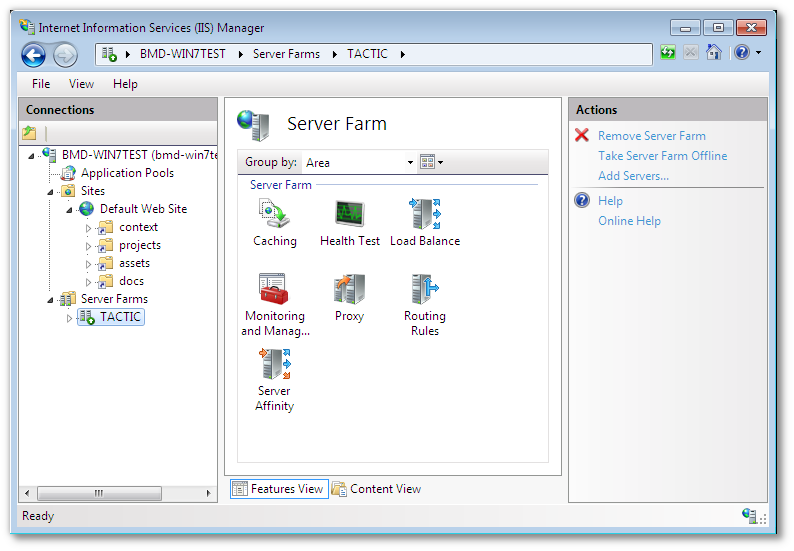 Internet Information Services (IIS) Manager
BMD-WIN7TEST Server Farms TACTIC
File View Help
Connections
BMD-WIN7TEST (bmd-win7te
Application Pools
Sites
Default Web Site
context
projects
assets
docs
Server Farms
TACTIC
Server Farm
Group by: Area
Server Farm
Caching
Health Test
Load Balance
Monitoring
and Manag...
Proxy
Routing
Rules
Server
Affinity
Features View
Content View
Actions
Remove Server Farm
Take Server Farm Offline
Add Servers...
Help
Online Help
Ready